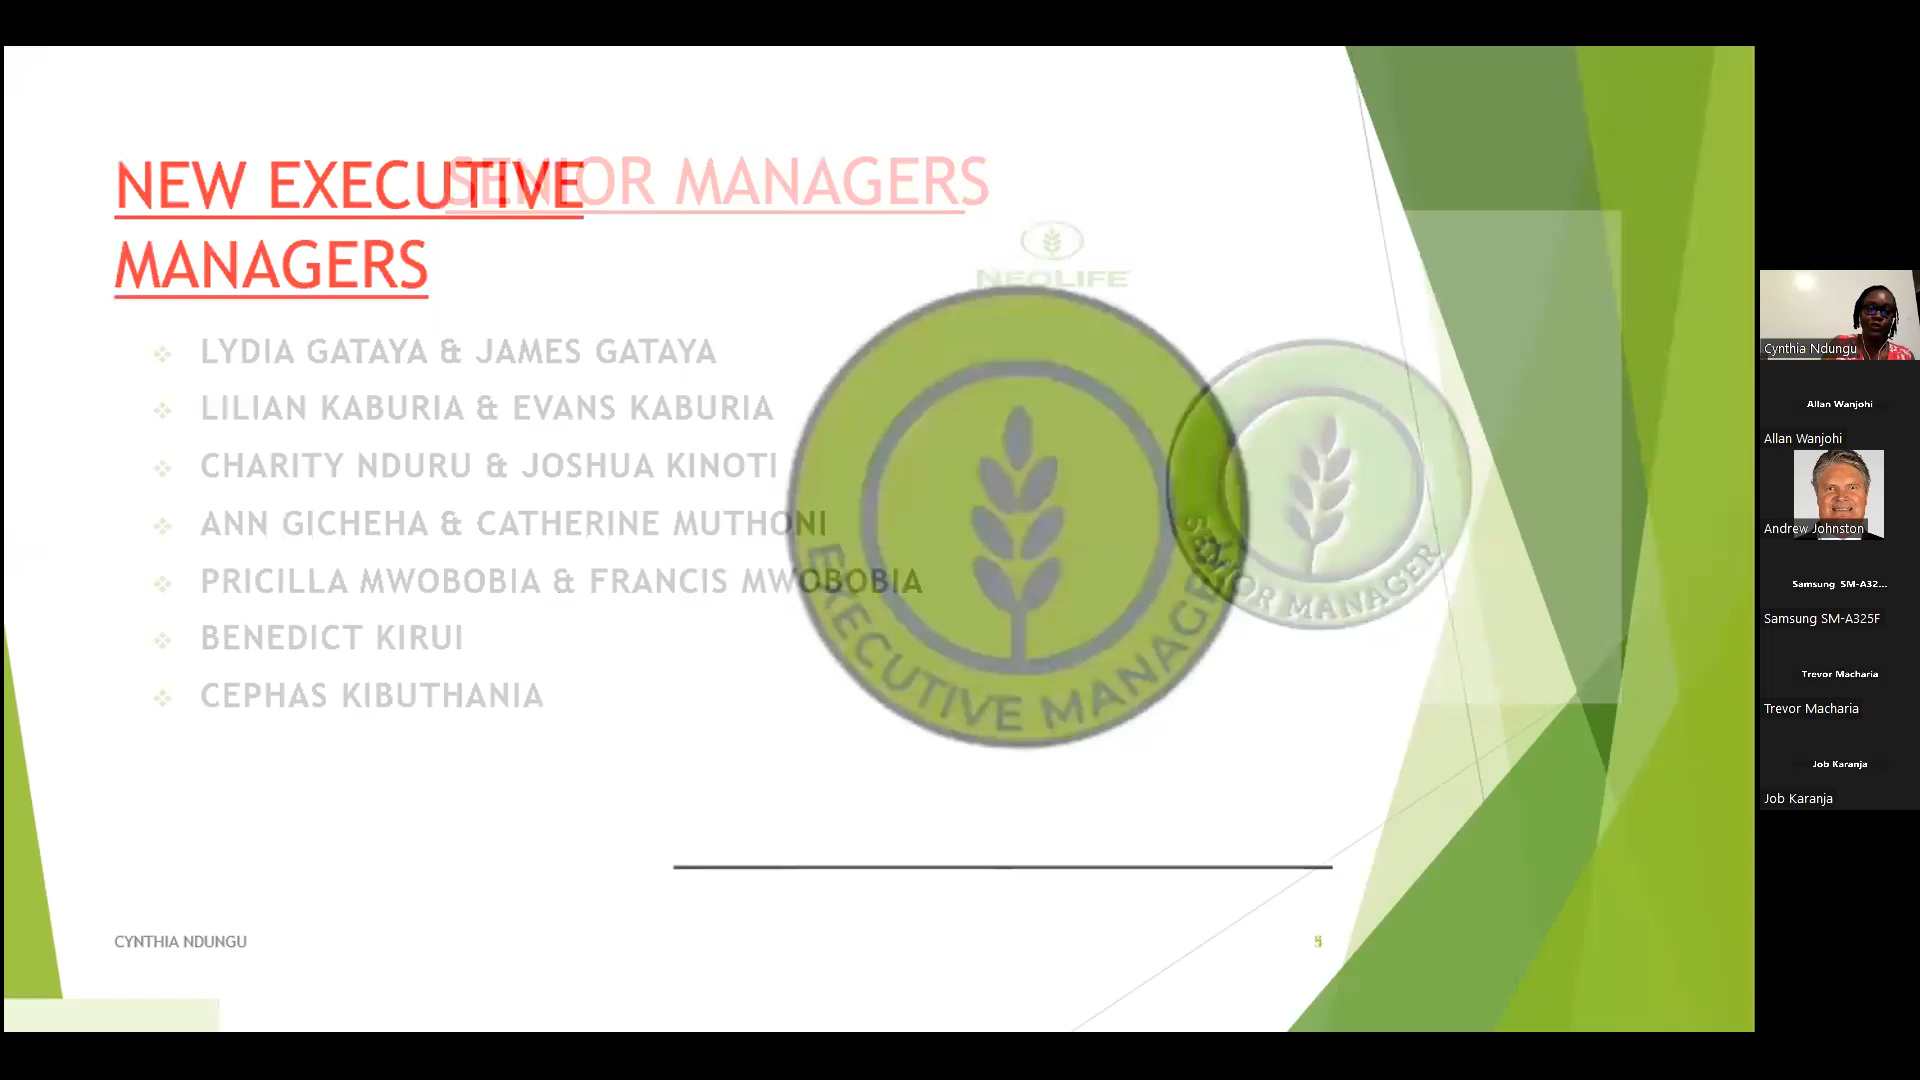 NEW EXECUTIVE
MANAGERS
SENIOR MANAGERS
NEOLIFE
LYDIA GATAYA & JAMES GATAYA
LILIAN KABURIA & EVANS KABURIA
CHARITY NDURU & JOSHUA KINOTI
ANN GICHEHA & CATHERINE MUTHONI
PRICILLA MWOBOBIA & FRANCIS MWOBOBIA
BENEDICT KIRUI
CEPHAS KIBUTHANIA
EXECUTIVE MANAGER
SENIOR MANAGER
CYNTHIA NDUNGU
Cynthia Ndungu
Allan Wanjohi
Allan Wanjohi
Andrew Johnston
Samsung SM-A32...
Samsung SM-A325F
Trevor Macharia
Trevor Macharia
Job Karanja
Job Karanja